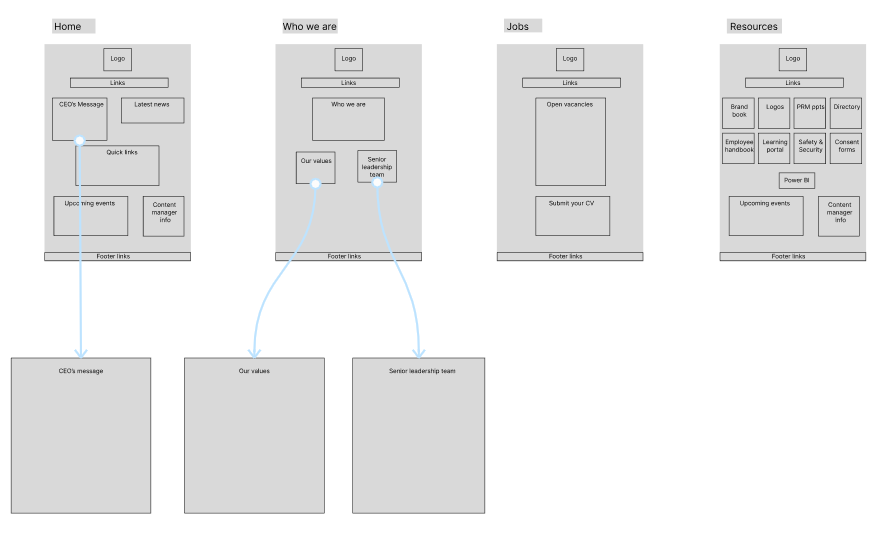 Home
Who we are
Jobs
Resources
Logo
Links
CEO's Message
Latest news
Quick links
Upcoming events
Content
manager
info
Footer links
Logo
Links
Who we are
Our values
Senior
leadership
team
Footer links
Logo
Links
Open vacancies
Submit your CV
Footer links
Logo
Links
Brand
book
Logos
PRM ppts
Directory
Employee
handbook
Learning
portal
Safety &
Security
Consent
forms
Power BI
Upcoming events
Content
manager
info
Footer links
CEO's message
Our values
Senior leadership team